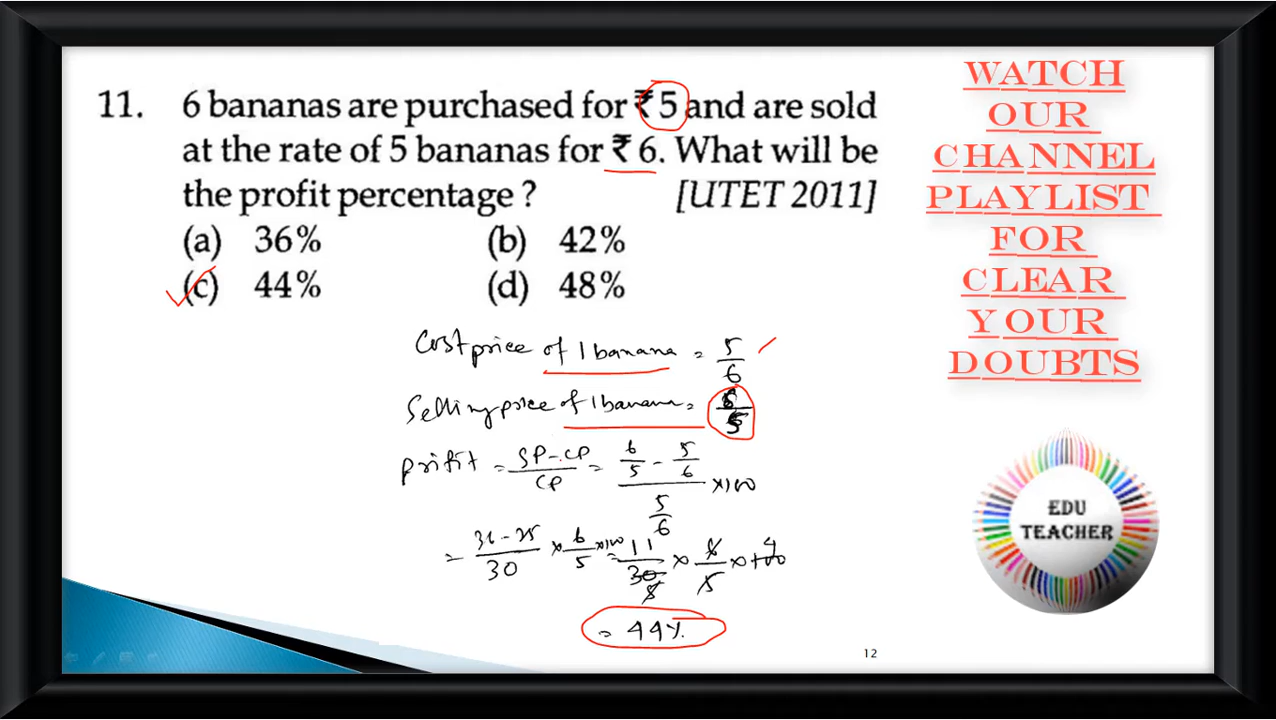 11. 6 bananas are purchased for ₹ 5 and are sold
at the rate of 5 bananas for ₹ 6. What will be
the profit percentage ? [UTET 2011]
(a) 36% (b) 42%
(c) 44% (d) 48%
Cost price of 1 banana = 5/6
Selling price of 1 banana = 6/5
profit = SP-CP/CP = 6/5 - 5/6 / 5/6 ×100
= 36-25/30 × 6/5 ×100 = 11/30 5 × 6/5 × 100 4
= 44%
WATCH
OUR
CHANNEL
PLAYLIST
FOR
CLEAR
YOUR
DOUBTS
EDU
TEACHER
12